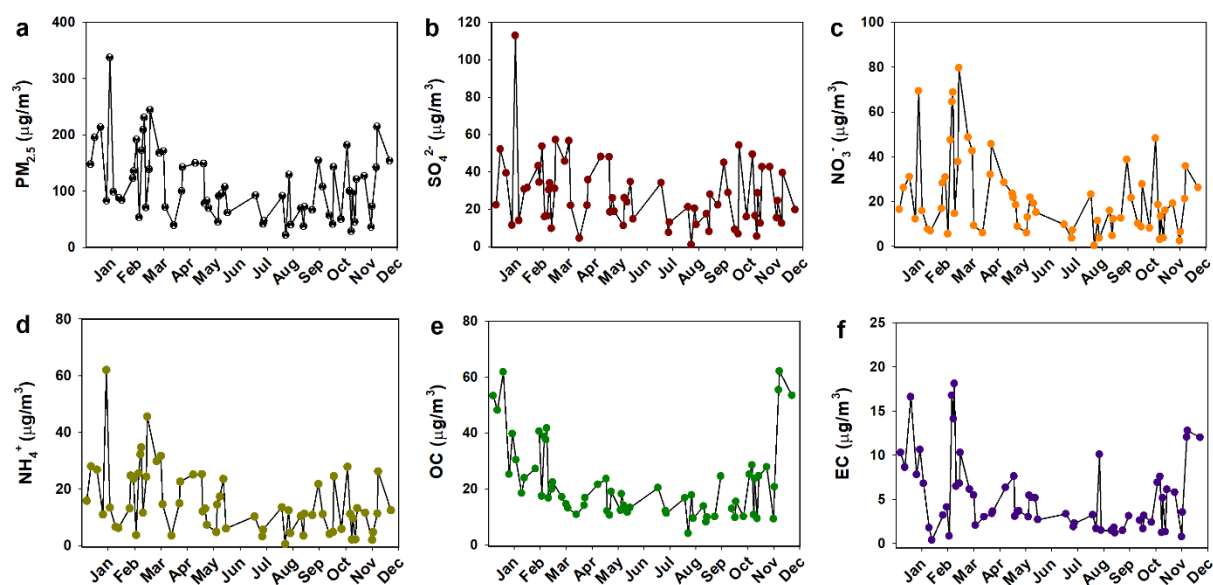 a
PM2.5 (μg/m3)
400
300
200
100
0
Jan Feb Mar Apr May Jun Jul Aug Sep Oct Nov Dec
b
SO42- (μg/m3)
120
100
80
60
40
20
0
Jan Feb Mar Apr May Jun Jul Aug Sep Oct Nov Dec
c
NO3- (μg/m3)
100
80
60
40
20
0
Jan Feb Mar Apr May Jun Jul Aug Sep Oct Nov Dec
d
NH4+ (μg/m3)
80
60
40
20
0
Jan Feb Mar Apr May Jun Jul Aug Sep Oct Nov Dec
e
OC (μg/m3)
80
60
40
20
0
Jan Feb Mar Apr May Jun Jul Aug Sep Oct Nov Dec
f
EC (μg/m3)
25
20
15
10
5
0
Jan Feb Mar Apr May Jun Jul Aug Sep Oct Nov Dec